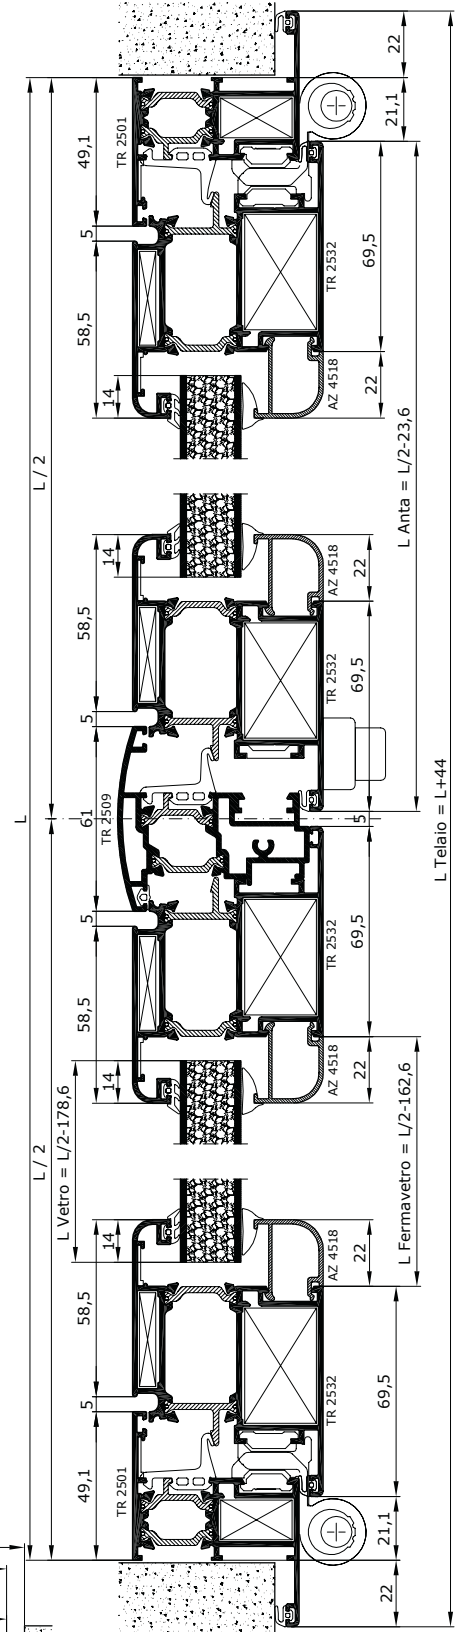 22
21,1
49,1
TR 2501
5
69,5
TR 2532
58,5
14
AZ 4518
22
L / 2
L Anta = L/2-23,6
14
AZ 4518
22
58,5
TR 2532
69,5
5
L
61
TR 2509
5
L Telaio = L+44
5
TR 2532
69,5
58,5
14
AZ 4518
22
L / 2
L Vetro = L/2-178,6
L Fermavetro = L/2-162,6
14
AZ 4518
22
58,5
TR 2532
69,5
5
49,1
TR 2501
21,1
22